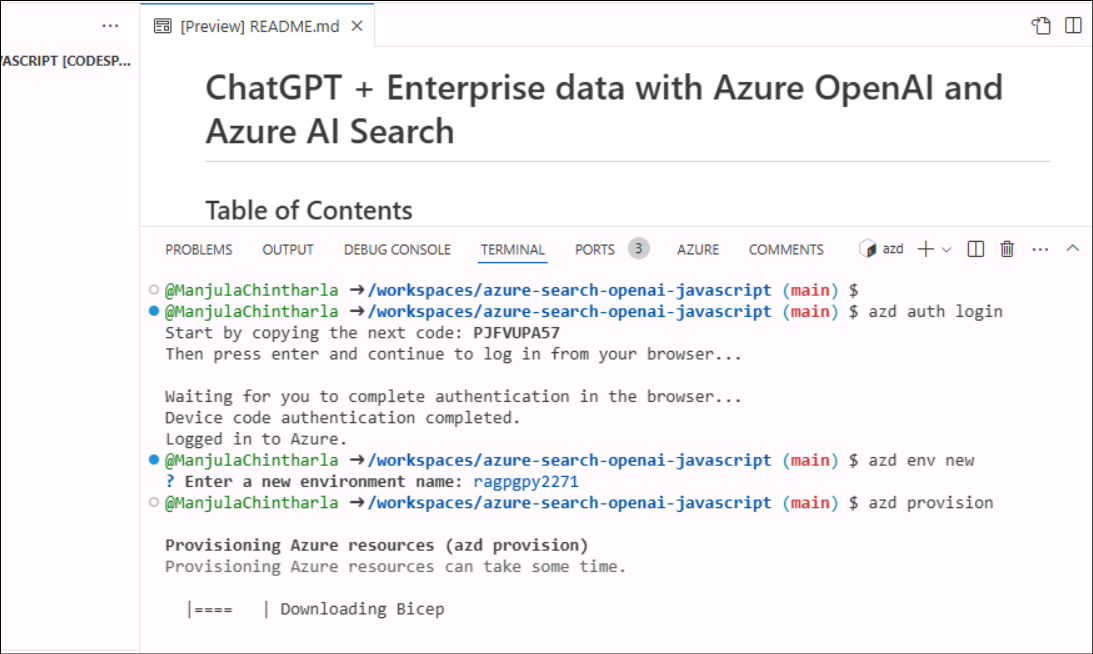 [Preview] README.md
VASCRIPT [CODESP...
ChatGPT + Enterprise data with Azure OpenAI and
Azure AI Search
Table of Contents
PROBLEMS OUTPUT DEBUG CONSOLE TERMINAL PORTS 3 AZURE COMMENTS azd
@ManjulaChintharla ➜/workspaces/azure-search-openai-javascript (main) $
@ManjulaChintharla ➜/workspaces/azure-search-openai-javascript (main) $ azd auth login
Start by copying the next code: PJFVUPA57
Then press enter and continue to log in from your browser...
Waiting for you to complete authentication in the browser...
Device code authentication completed.
Logged in to Azure.
@ManjulaChintharla ➜/workspaces/azure-search-openai-javascript (main) $ azd env new
? Enter a new environment name: ragpgpy2271
@ManjulaChintharla ➜/workspaces/azure-search-openai-javascript (main) $ azd provision
Provisioning Azure resources (azd provision)
Provisioning Azure resources can take some time.
|==== | Downloading Bicep